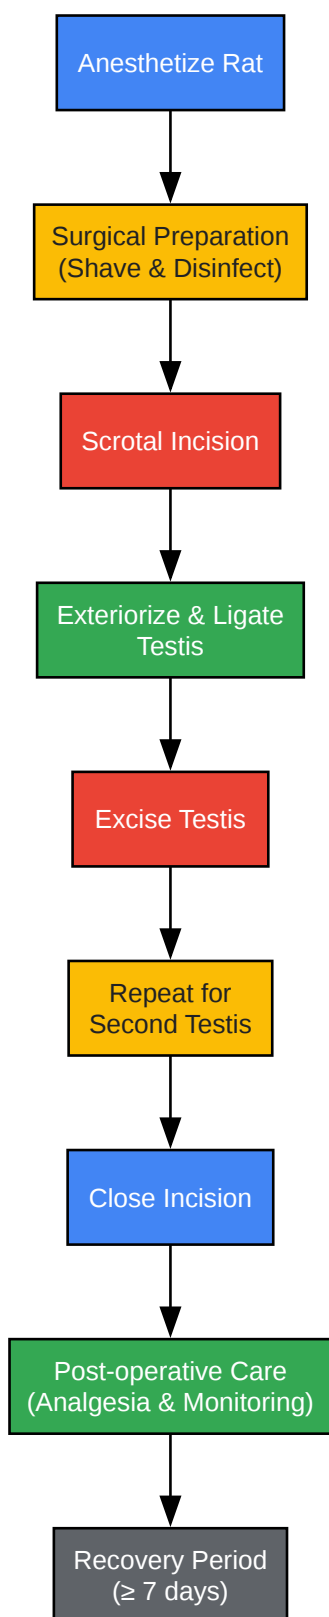 Anesthetize Rat
Surgical Preparation
(Shave & Disinfect)
Scrotal Incision
Exteriorize & Ligate
Testis
Excise Testis
Repeat for
Second Testis
Close Incision
Post-operative Care
(Analgesia & Monitoring)
Recovery Period
(≥ 7 days)